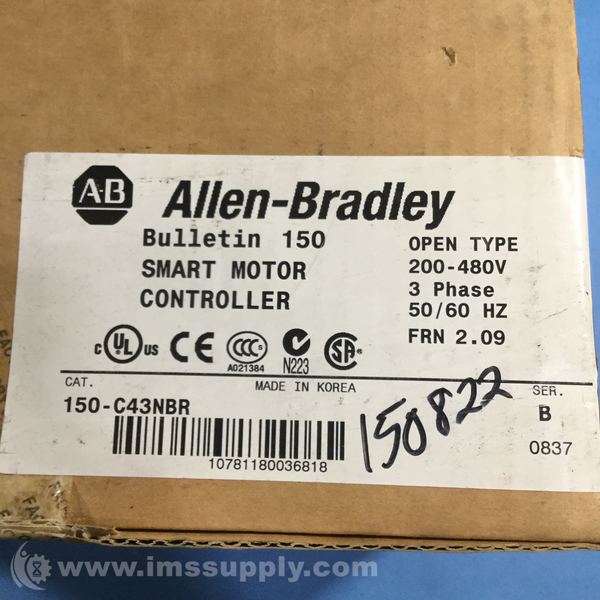 A-B Allen-Bradley
Bulletin 150
SMART MOTOR
CONTROLLER
OPEN TYPE
200-480V
3 Phase
50/60 HZ
FRN 2.09
c UL us CE CCC S N223 SA
A021384
CAT.
MADE IN KOREA
SER.
150-C43NBR
150822
B
10781180036818
0837
www.imssupply.com